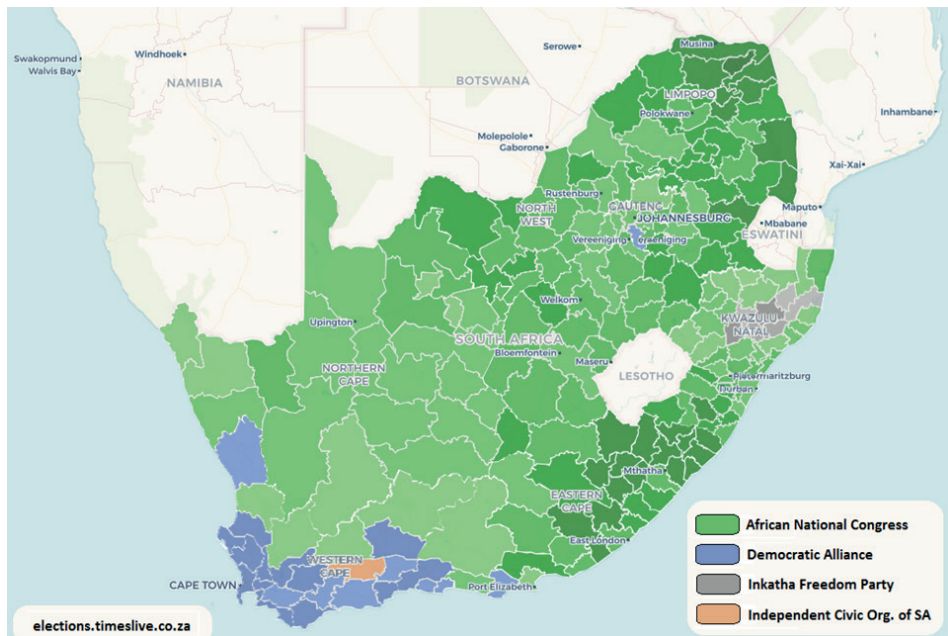 Swakopmund
Walvis Bay
Windhoek
NAMIBIA
BOTSWANA
Serowe
Molepolole
Gaborone
Musina
LIMPOPO
Polokwane
Inhambane
Xai-Xai
Maputo
Mbabane
ESWATINI
Rustenburg
NORTH
WEST
GAUTENG
JOHANNESBURG
Vereeniging
Vereeniging
Welkom
KWAZULU
NATAL
Upington
SOUTH AFRICA
Bloemfontein
Maseru
LESOTHO
NORTHERN
CAPE
Pietermaritzburg
Durban
Mthatha
EASTERN
CAPE
East London
WESTERN
CAPE
CAPE TOWN
Port Elizabeth
African National Congress
Democratic Alliance
Inkatha Freedom Party
Independent Civic Org. of SA
elections.timeslive.co.za